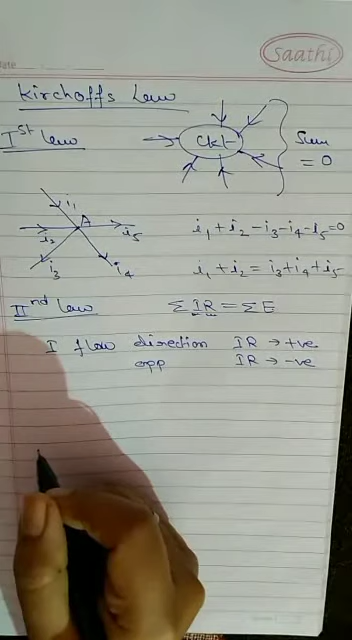 Saathi
Date
Kirchoffs Law
Ist law
Ckt
Sum
= 0
i1
A
i2
i5
i3
i4
i1 + i2 - i3 - i4 - i5 = 0
i1 + i2 = i3 + i4 + i5
IInd law
Σ IR = Σ E
I flow direction IR → +ve
opp IR → -ve